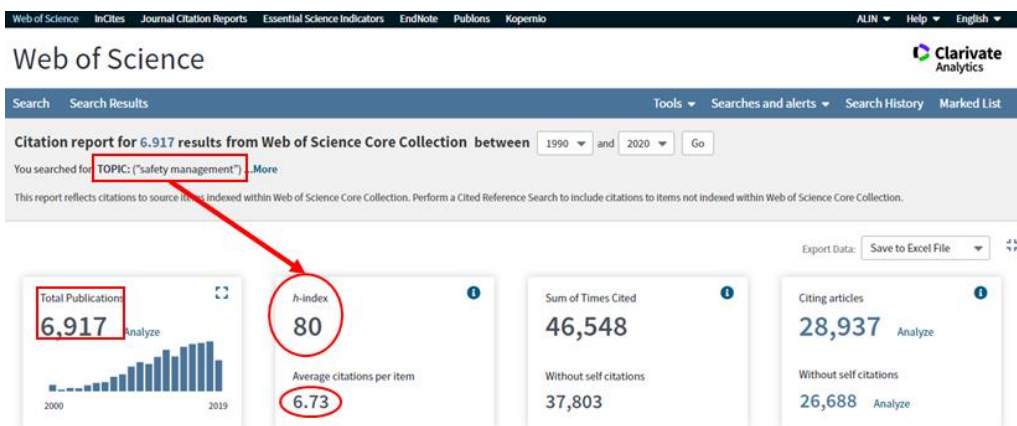 Web of Science InCites Journal Citation Reports Essential Science Indicators EndNote Publons Kopernio ALIN Help English
Web of Science
Clarivate
Analytics
Search Search Results Tools Searches and alerts Search History Marked List
Citation report for 6.917 results from Web of Science Core Collection between 1990 and 2020 Go
You searched for: TOPIC: ("safety management") ...More
This report reflects citations to source items indexed within Web of Science Core Collection. Perform a Cited Reference Search to include citations to items not indexed within Web of Science Core Collection.
Export Data: Save to Excel File
Total Publications
6,917 Analyze
2000 2019
h-index
80
Average citations per item
6.73
Sum of Times Cited
46,548
Without self citations
37,803
Citing articles
28,937 Analyze
Without self citations
26,688 Analyze